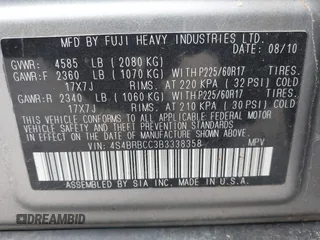 MFD BY FUJI HEAVY INDUSTRIES LTD.
DATE: 08/10
GVWR: 4585 LB (2080 KG)
GAWR:F 2360 LB (1070 KG) WITH P225/60R17 TIRES.
17X7J RIMS. AT 220 KPA (32 PSI) COLD
GAWR:R 2340 LB (1060 KG) WITH P225/60R17 TIRES.
17X7J RIMS. AT 210 KPA (30 PSI) COLD
THIS VEHICLE CONFORMS TO ALL APPLICABLE
FEDERAL MOTOR VEHICLE SAFETY STANDARDS IN
EFFECT ON THE DATE OF MANUFACTURE SHOWN ABOVE.
VIN: 4S4BRBCC3B3338358 MPV
ASSEMBLED BY SIA INC. MADE IN U.S.A.
DREAMBID